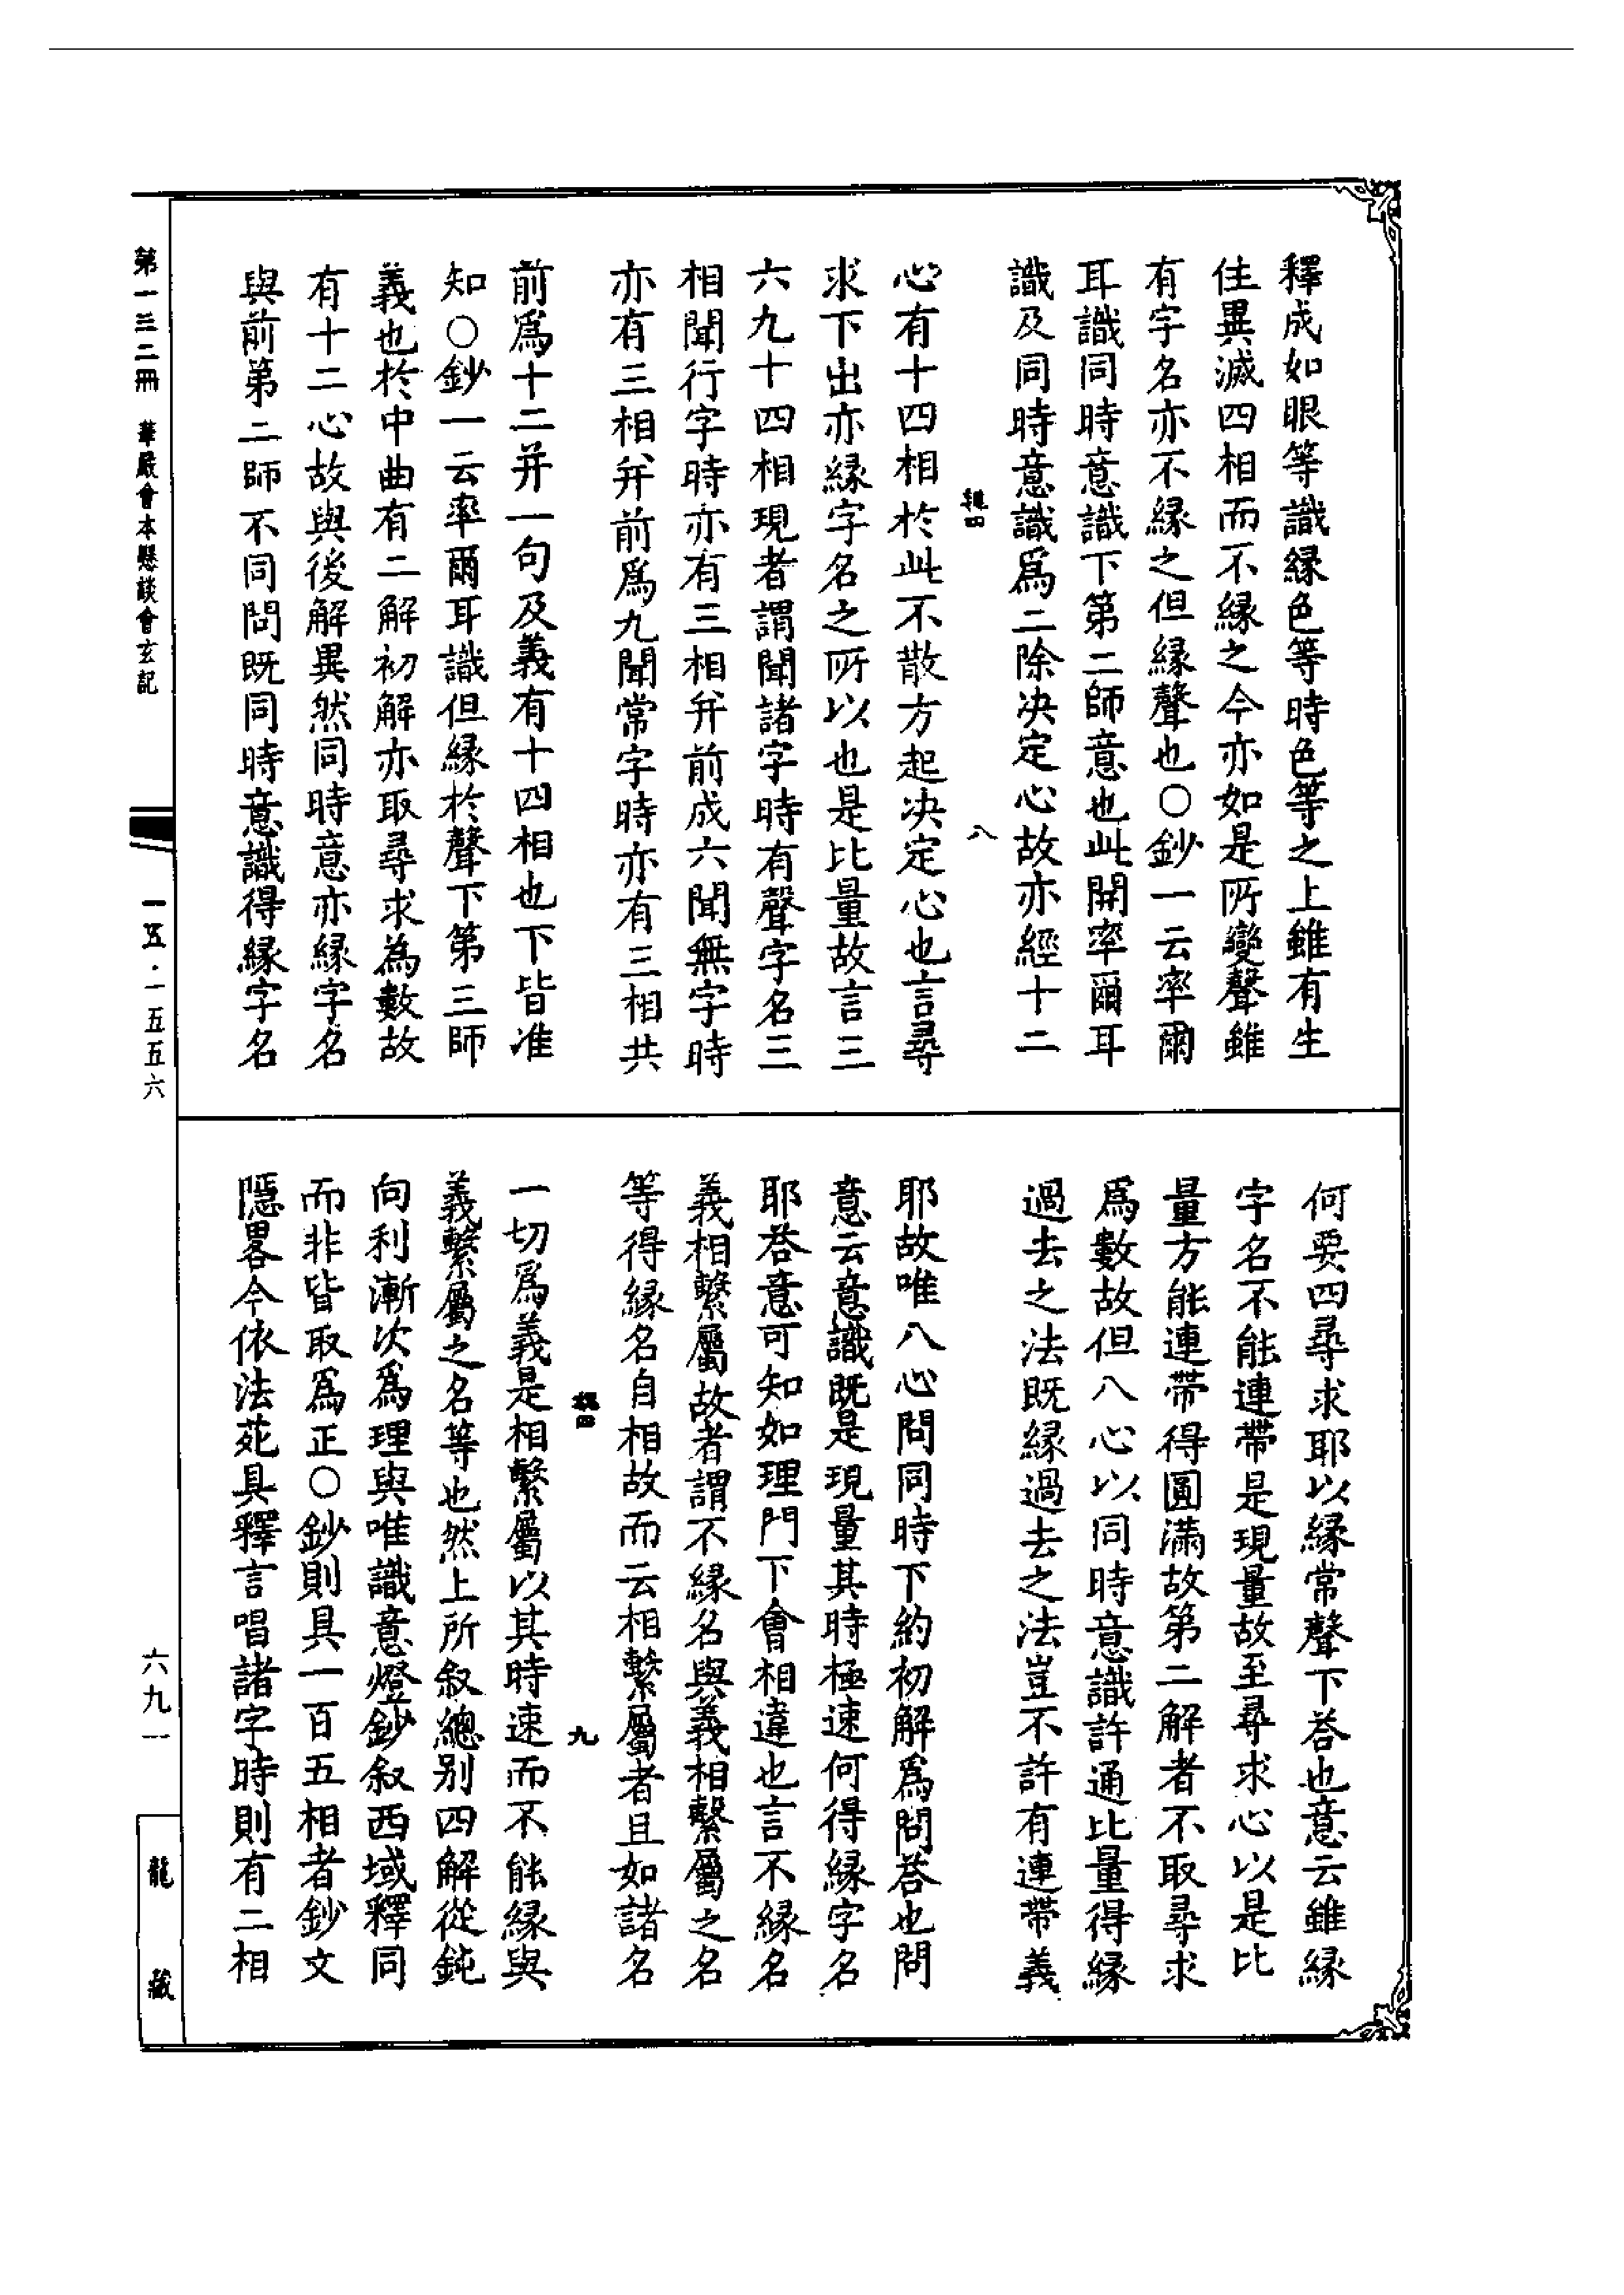 釋成如眼等識縁色等時色等之上雖有生
住異滅四相而不縁之今亦如是所變聲雖
有字名亦不縁之但縁聲也○鈔一云率爾
耳識同時意識下第二師意也此開率爾耳
識及同時意識爲二除决定心故亦經十二
八
心有十四相於此不散方起决定心也言尋
求下出亦縁字名之所以也是比量故言三
六九十四相現者謂聞諸字時有聲字名三
相聞行字時亦有三相并前成六聞無字時
亦有三相并前爲九聞常字時亦有三相共
前爲十二并一句及義有十四相也下皆准
知○鈔一云率爾耳識但縁於聲下第三師
義也於中曲有二解初解亦取尋求為數故
有十二心故與後解異然同時意亦縁字名
與前第二師不同問既同時意識得縁字名
何要四尋求耶以縁常聲下荅也意云雖縁
字名不能連帶是現量故至尋求心以是比
量方能連帶得圓滿故第二解者不取尋求
爲數故但八心以同時意識許通比量得縁
過去之法既縁過去之法豈不許有連帶義
耶故唯八心問同時下約初解爲問荅也問
意云意識既是現量其時極速何得縁字名
耶荅意可知如理門下會相違也言不縁名
義相繫屬故者謂不縁名與義相繫屬之名
等得縁名自相故而云相繫屬者且如諸名
九
一切爲義是相繫屬以其時速而不能縁與
義繫屬之名等也然上所叙總别四解從鈍
向利漸次爲理與唯識意燈鈔叙西域釋同
而非皆取爲正○鈔則具一百五相者鈔文
隱畧今依法苑具釋言唱諸字時則有二相
第一三二冊　華嚴會本懸談會玄記
一五·一五五六
六九一
龍藏